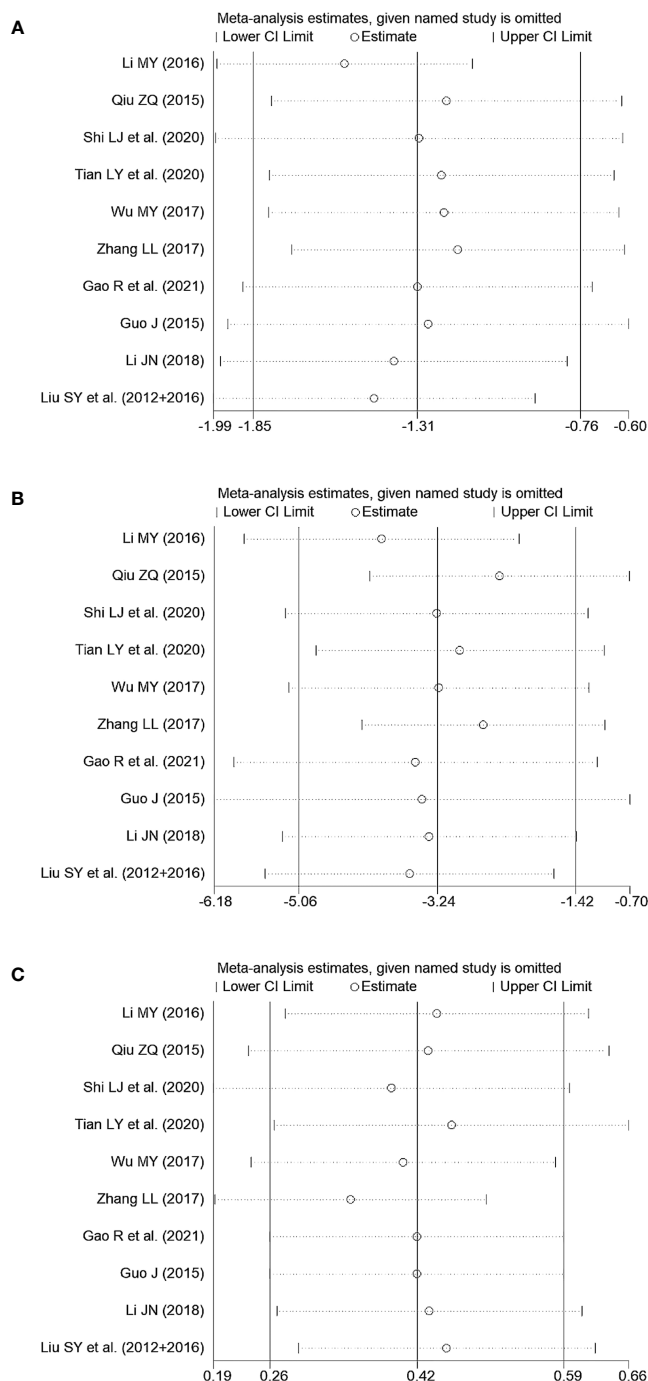 A
Meta-analysis estimates, given named study is omitted
| Lower CI Limit ○ Estimate | Upper CI Limit
Li MY (2016)
Qiu ZQ (2015)
Shi LJ et al. (2020)
Tian LY et al. (2020)
Wu MY (2017)
Zhang LL (2017)
Gao R et al. (2021)
Guo J (2015)
Li JN (2018)
Liu SY et al. (2012+2016)
-1.99 -1.85 -1.31 -0.76 -0.60
B
Meta-analysis estimates, given named study is omitted
| Lower CI Limit ○ Estimate | Upper CI Limit
Li MY (2016)
Qiu ZQ (2015)
Shi LJ et al. (2020)
Tian LY et al. (2020)
Wu MY (2017)
Zhang LL (2017)
Gao R et al. (2021)
Guo J (2015)
Li JN (2018)
Liu SY et al. (2012+2016)
-6.18 -5.06 -3.24 -1.42 -0.70
C
Meta-analysis estimates, given named study is omitted
| Lower CI Limit ○ Estimate | Upper CI Limit
Li MY (2016)
Qiu ZQ (2015)
Shi LJ et al. (2020)
Tian LY et al. (2020)
Wu MY (2017)
Zhang LL (2017)
Gao R et al. (2021)
Guo J (2015)
Li JN (2018)
Liu SY et al. (2012+2016)
0.19 0.26 0.42 0.59 0.66